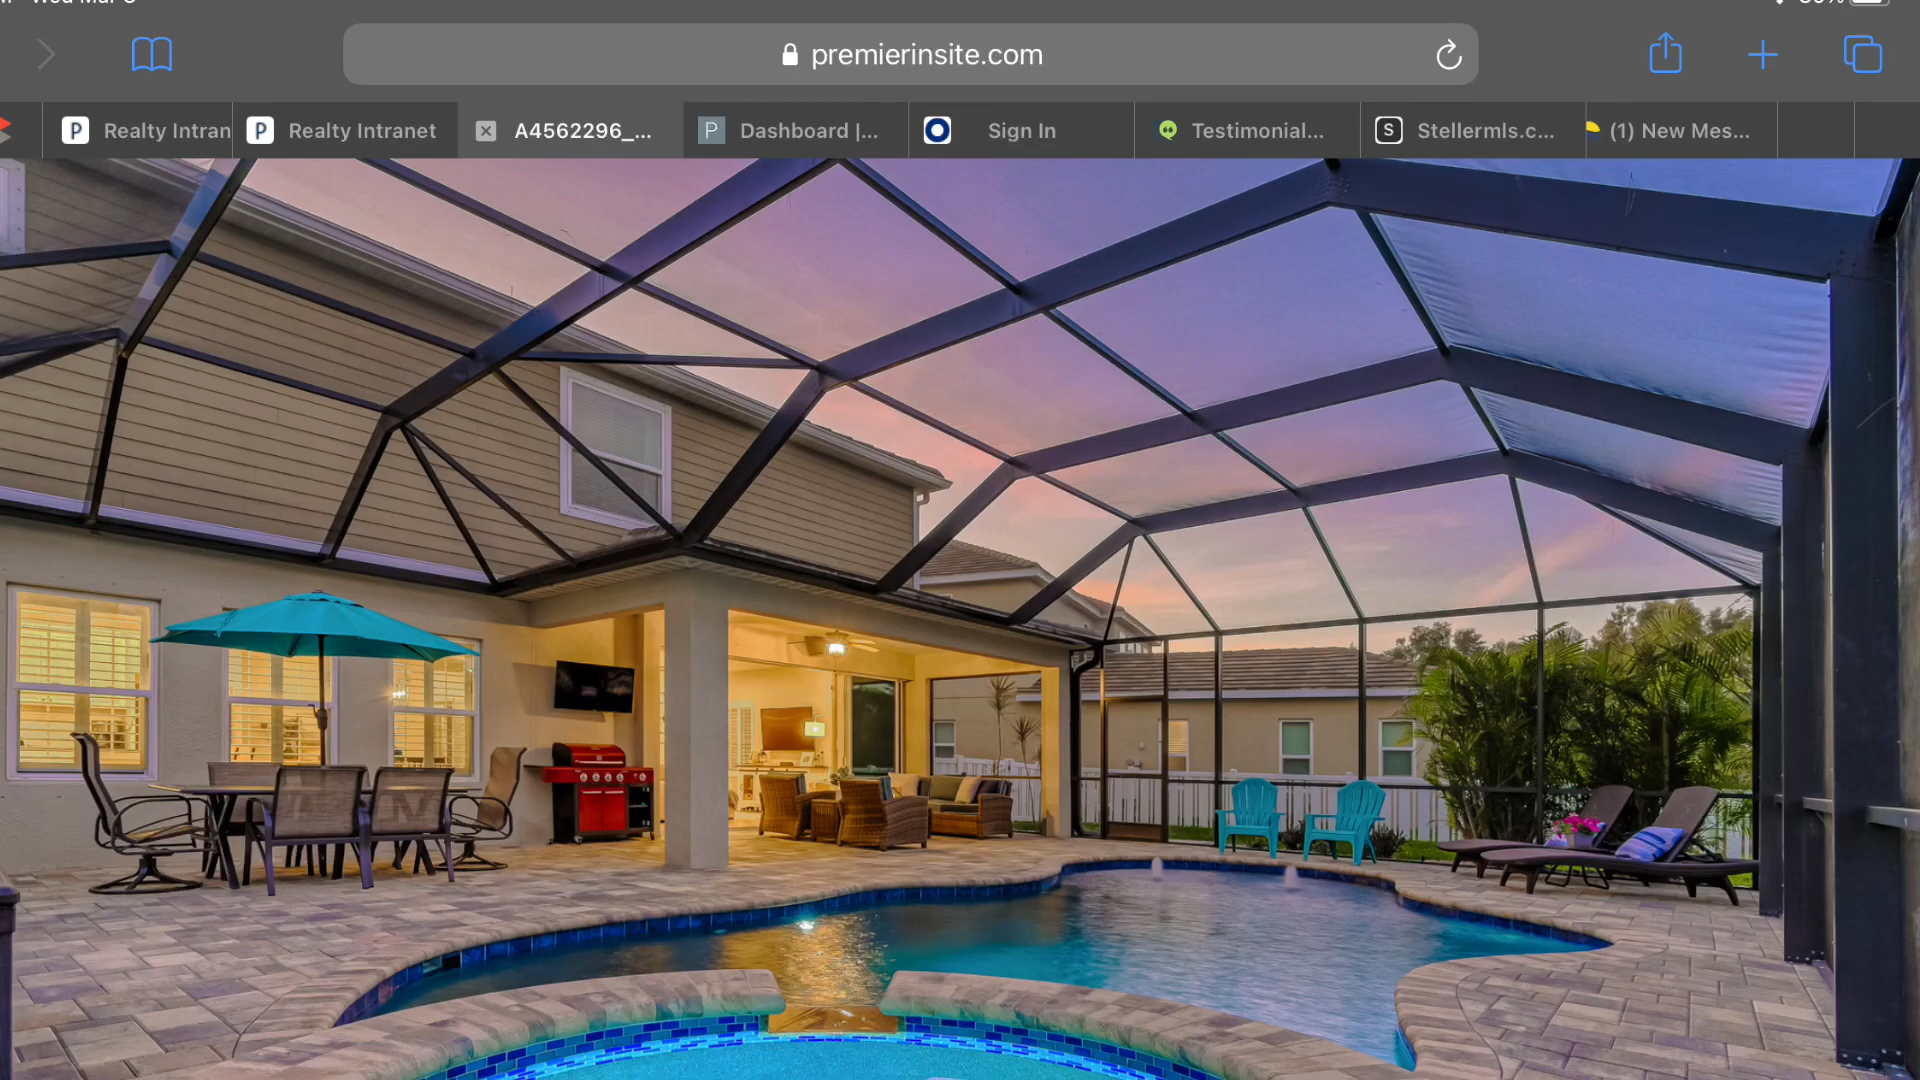 premierinsite.com
P Realty Intran
P Realty Intranet
A4562296_...
P Dashboard |...
Sign In
Testimonial...
S Stellermls.c...
(1) New Mes...